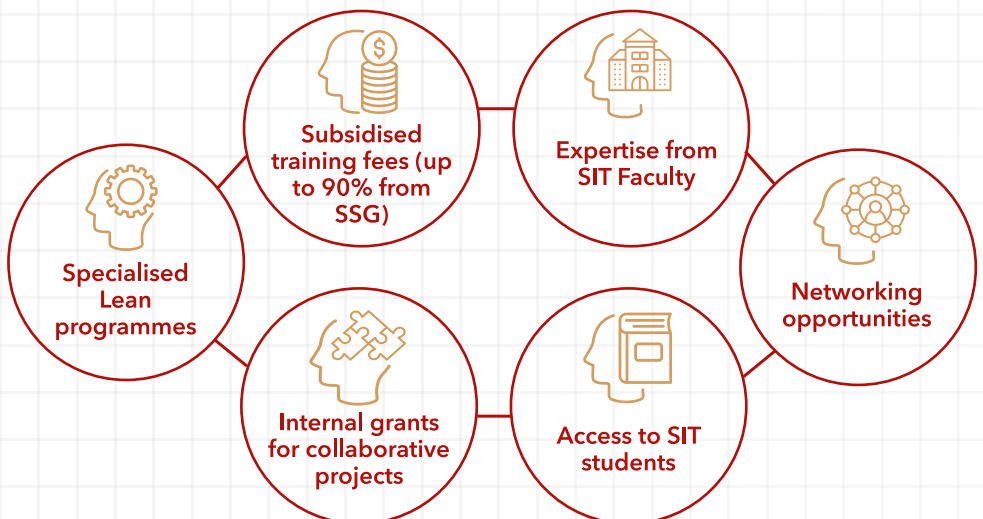 Subsidised
training fees (up
to 90% from
SSG)
Expertise from
SIT Faculty
Specialised
Lean
programmes
Networking
opportunities
Internal grants
for collaborative
projects
Access to SIT
students